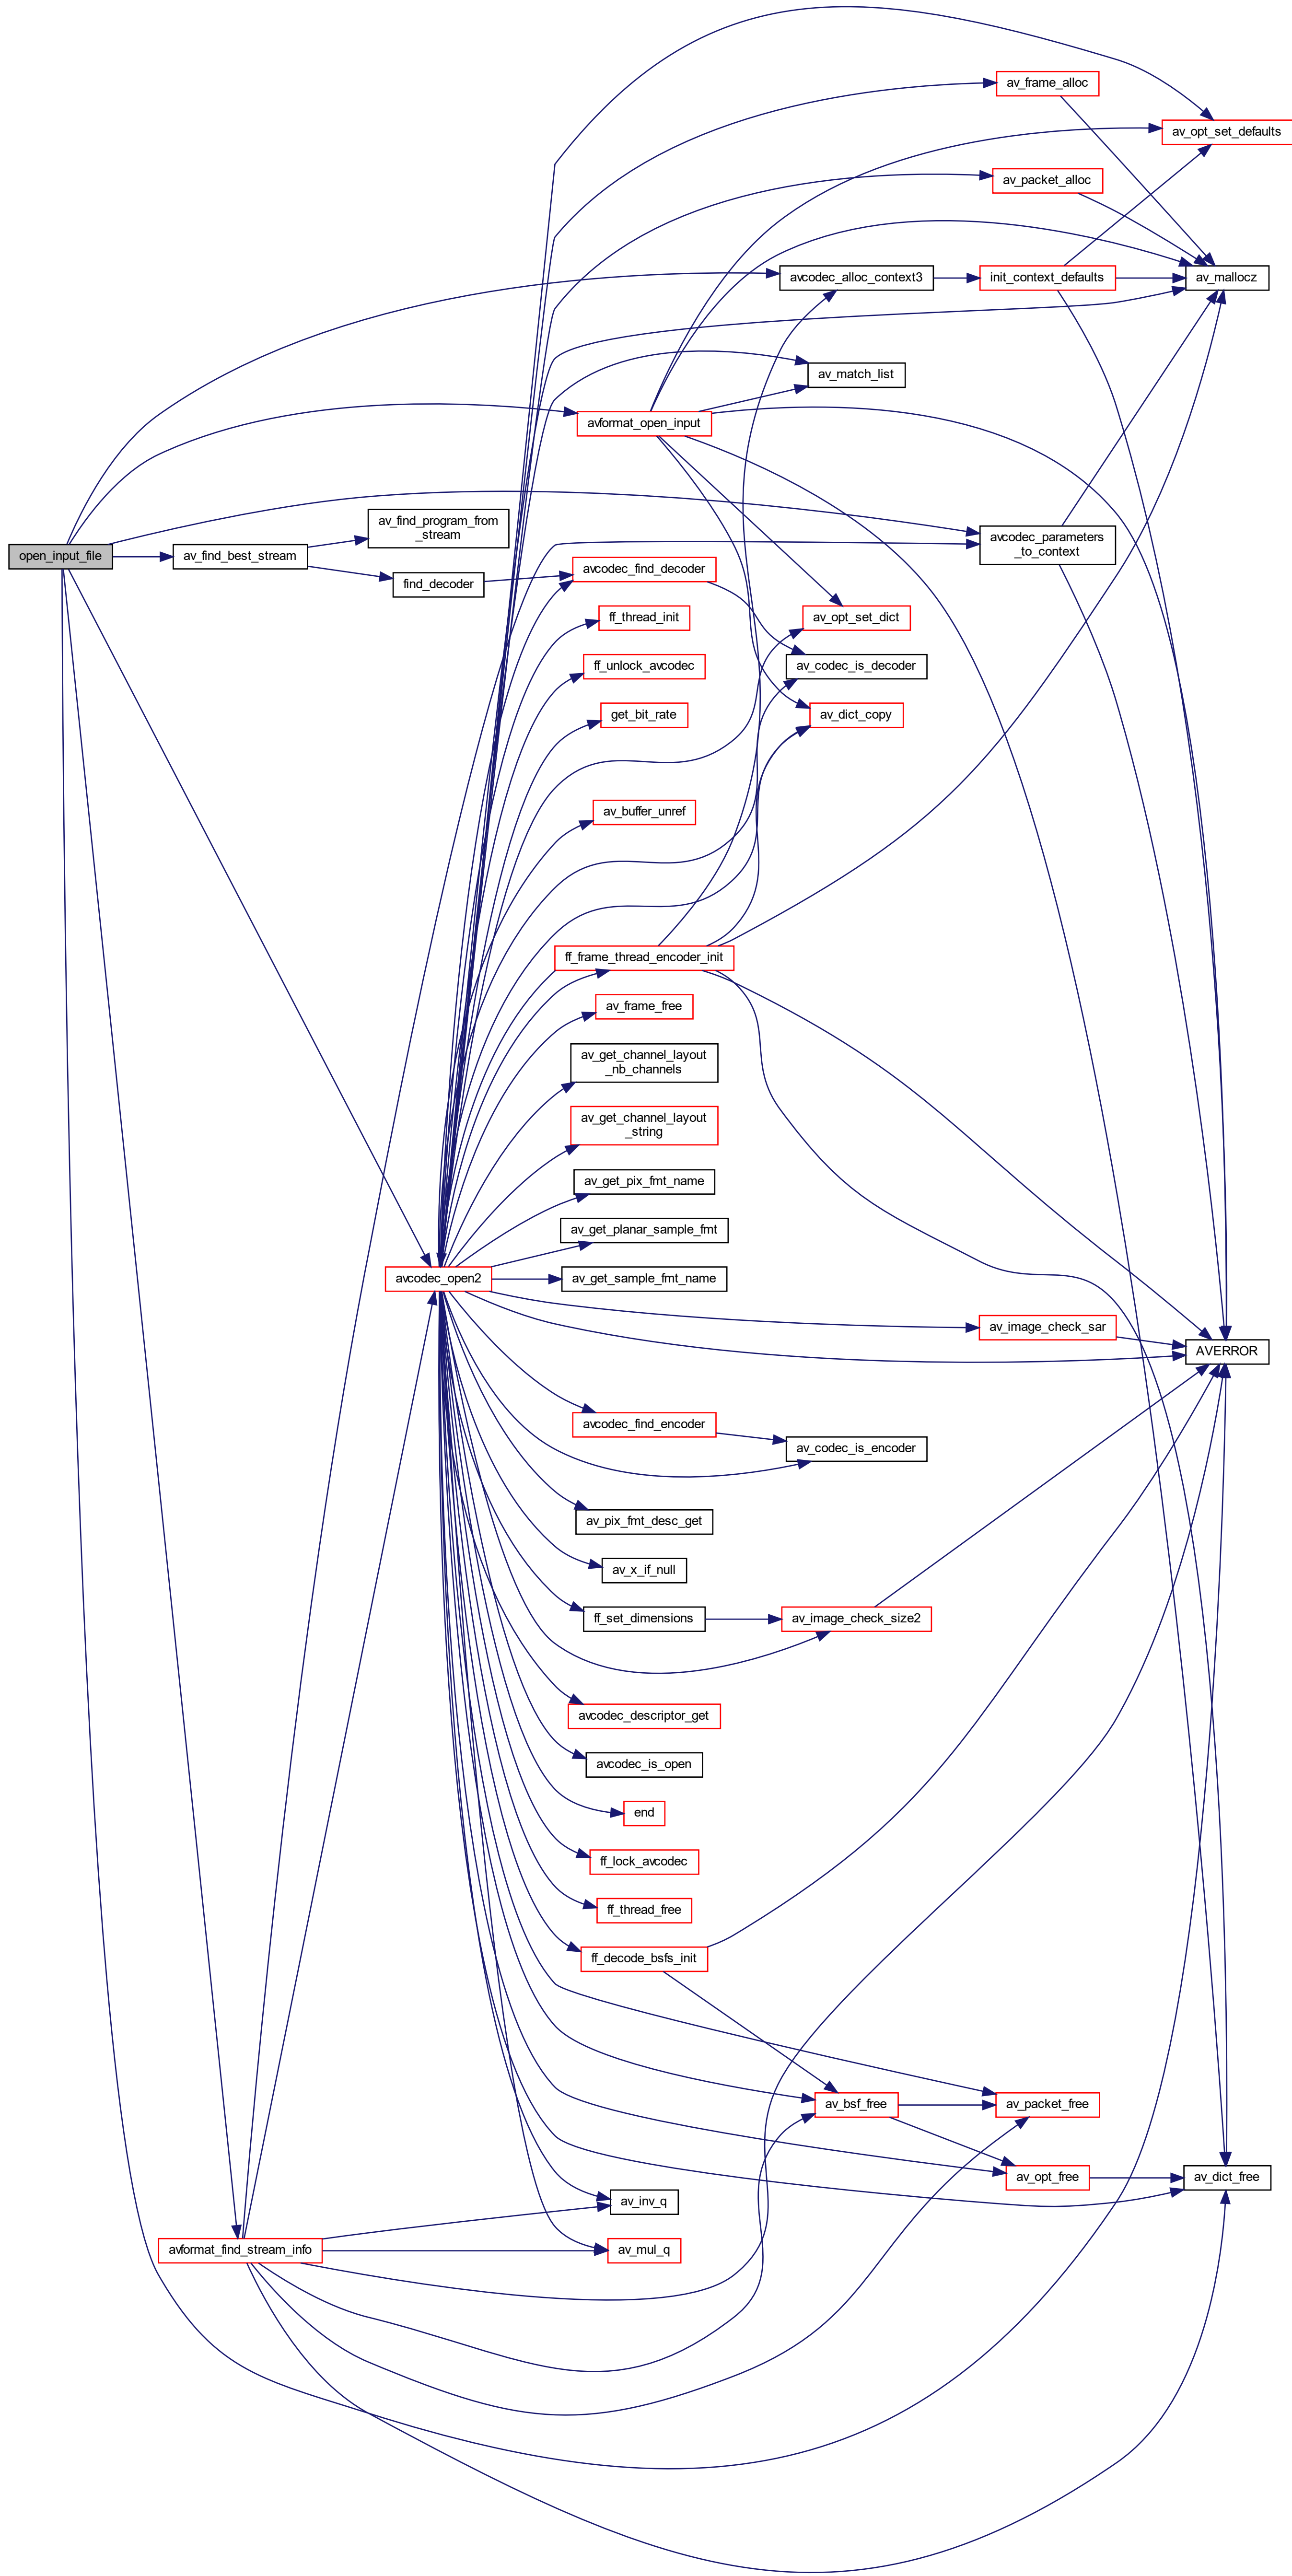 av_frame_alloc
av_opt_set_defaults
av_packet_alloc
avcodec_alloc_context3
init_context_defaults
av_mallocz
av_match_list
avformat_open_input
av_find_program_from
_stream
open_input_file
av_find_best_stream
avcodec_parameters
_to_context
find_decoder
avcodec_find_decoder
ff_thread_init
av_opt_set_dict
ff_unlock_avcodec
av_codec_is_decoder
get_bit_rate
av_dict_copy
av_buffer_unref
ff_frame_thread_encoder_init
av_frame_free
av_get_channel_layout
_nb_channels
av_get_channel_layout
_string
av_get_pix_fmt_name
av_get_planar_sample_fmt
avcodec_open2
av_get_sample_fmt_name
av_image_check_sar
AVERROR
avcodec_find_encoder
av_codec_is_encoder
av_pix_fmt_desc_get
av_x_if_null
ff_set_dimensions
av_image_check_size2
avcodec_descriptor_get
avcodec_is_open
end
ff_lock_avcodec
ff_thread_free
ff_decode_bsfs_init
av_bsf_free
av_packet_free
av_opt_free
av_dict_free
av_inv_q
avformat_find_stream_info
av_mul_q